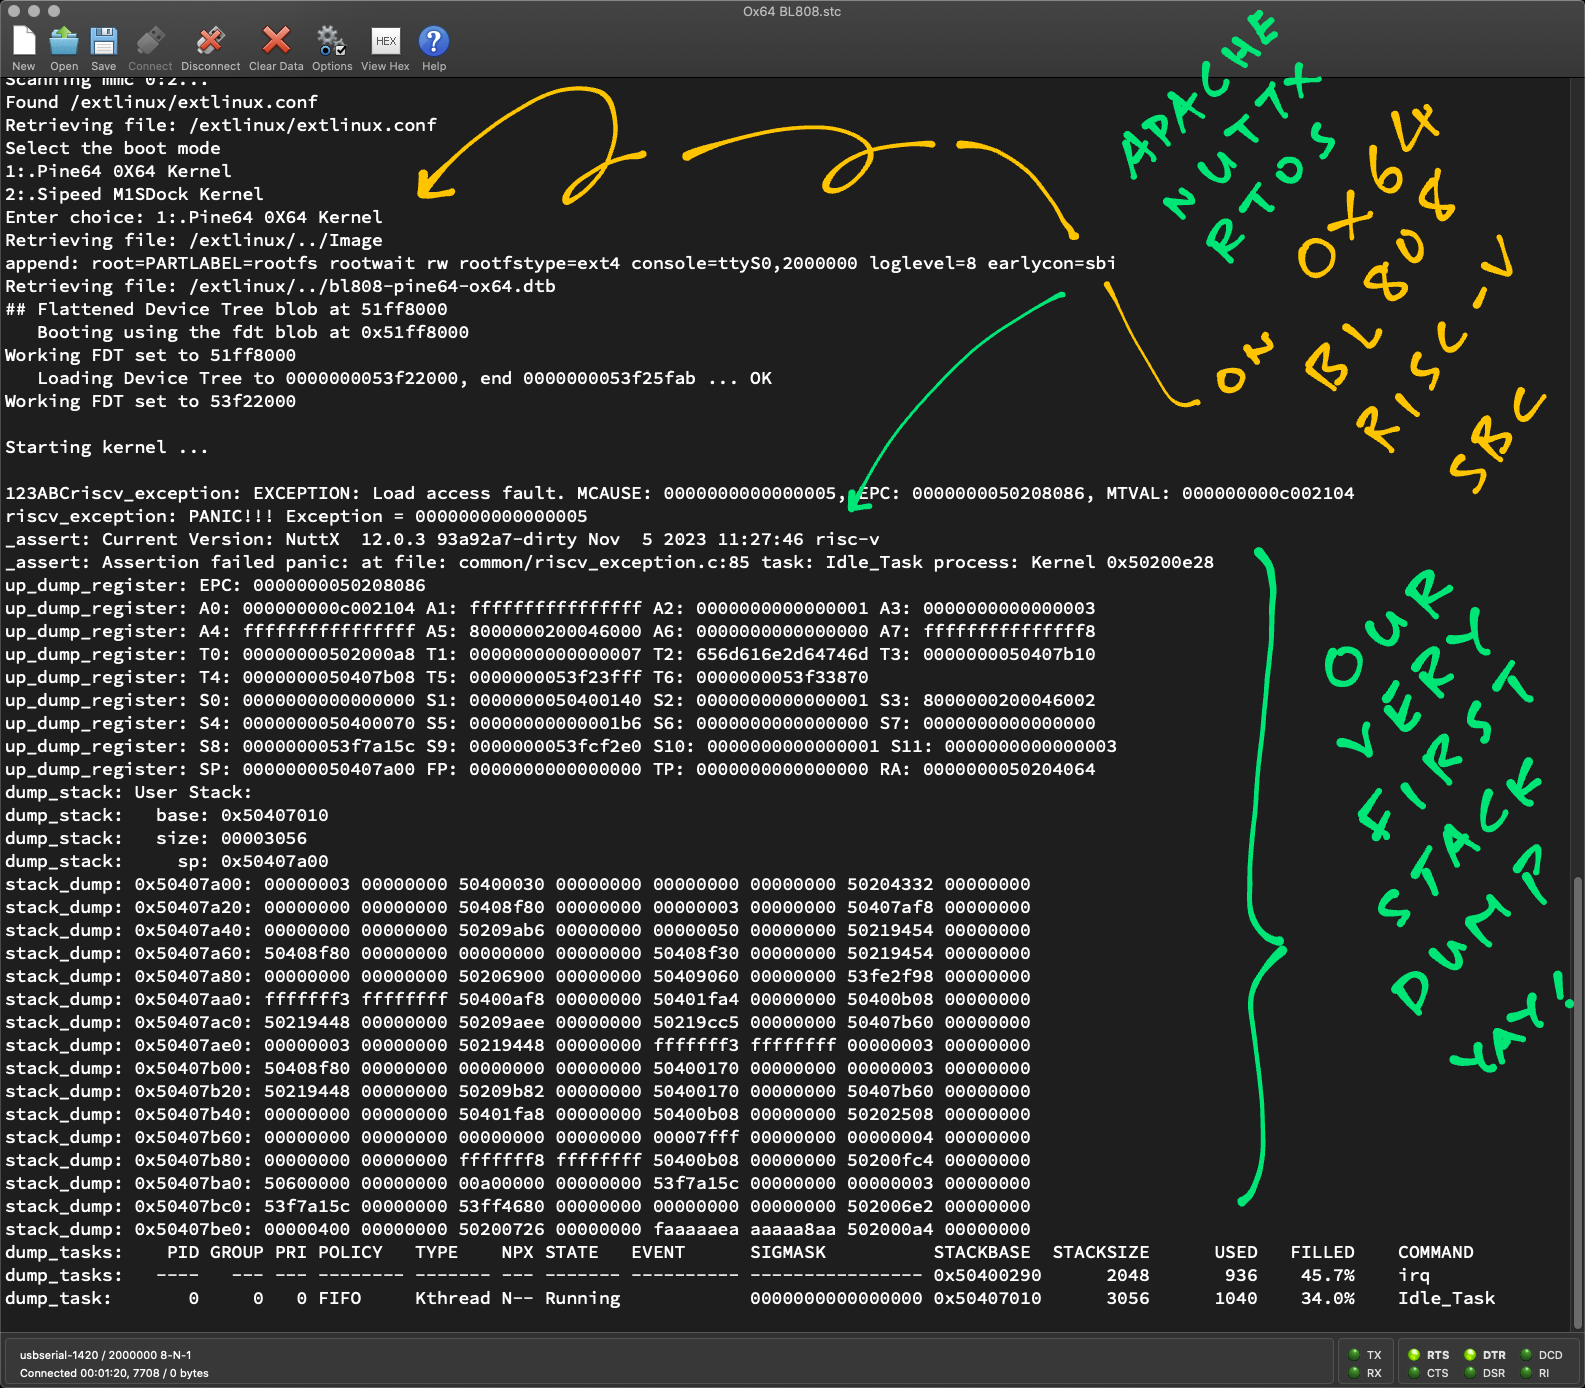 Ox64 BL808.stc
New Open Save Connect Disconnect Clear Data Options HEX View Hex ? Help
Scanning mmc 0:2...
Found /extlinux/extlinux.conf
Retrieving file: /extlinux/extlinux.conf
Select the boot mode
1:.Pine64 0X64 Kernel
2:.Sipeed M1SDock Kernel
Enter choice: 1:.Pine64 0X64 Kernel
Retrieving file: /extlinux/../Image
append: root=PARTLABEL=rootfs rootwait rw rootfstype=ext4 console=ttyS0,2000000 loglevel=8 earlycon=sbi
Retrieving file: /extlinux/../bl808-pine64-ox64.dtb
## Flattened Device Tree blob at 51ff8000
   Booting using the fdt blob at 0x51ff8000
Working FDT set to 51ff8000
   Loading Device Tree to 0000000053f22000, end 0000000053f25fab ... OK
Working FDT set to 53f22000
Starting kernel ...
123ABCriscv_exception: EXCEPTION: Load access fault. MCAUSE: 0000000000000005, EPC: 0000000050208086, MTVAL: 000000000c002104
riscv_exception: PANIC!!! Exception = 0000000000000005
_assert: Current Version: NuttX  12.0.3 93a92a7-dirty Nov  5 2023 11:27:46 risc-v
_assert: Assertion failed panic: at file: common/riscv_exception.c:85 task: Idle_Task process: Kernel 0x50200e28
up_dump_register: EPC: 0000000050208086
up_dump_register: A0: 000000000c002104 A1: ffffffffffffffff A2: 0000000000000001 A3: 0000000000000003
up_dump_register: A4: ffffffffffffffff A5: 8000000200046000 A6: 0000000000000000 A7: fffffffffffffff8
up_dump_register: T0: 00000000502000a8 T1: 0000000000000007 T2: 656d616e2d64746d T3: 0000000050407b10
up_dump_register: T4: 0000000050407b08 T5: 0000000053f23fff T6: 0000000053f33870
up_dump_register: S0: 0000000000000000 S1: 0000000050400140 S2: 0000000000000001 S3: 8000000200046002
up_dump_register: S4: 0000000050400070 S5: 00000000000001b6 S6: 0000000000000000 S7: 0000000000000000
up_dump_register: S8: 0000000053f7a15c S9: 0000000053fcf2e0 S10: 0000000000000001 S11: 0000000000000003
up_dump_register: SP: 0000000050407a00 FP: 0000000000000000 TP: 0000000000000000 RA: 0000000050204064
dump_stack: User Stack:
dump_stack:   base: 0x50407010
dump_stack:   size: 00003056
dump_stack:     sp: 0x50407a00
stack_dump: 0x50407a00: 00000003 00000000 50400030 00000000 00000000 00000000 50204332 00000000
stack_dump: 0x50407a20: 00000000 00000000 50408f80 00000000 00000003 00000000 50407af8 00000000
stack_dump: 0x50407a40: 00000000 00000000 50209ab6 00000000 00000050 00000000 50219454 00000000
stack_dump: 0x50407a60: 50408f80 00000000 00000000 00000000 50408f30 00000000 50219454 00000000
stack_dump: 0x50407a80: 00000000 00000000 50206900 00000000 50409060 00000000 53fe2f98 00000000
stack_dump: 0x50407aa0: fffffff3 ffffffff 50400af8 00000000 50401fa4 00000000 50400b08 00000000
stack_dump: 0x50407ac0: 50219448 00000000 50209aee 00000000 50219cc5 00000000 50407b60 00000000
stack_dump: 0x50407ae0: 00000003 00000000 50219448 00000000 fffffff3 ffffffff 00000003 00000000
stack_dump: 0x50407b00: 50408f80 00000000 00000000 00000000 50400170 00000000 00000003 00000000
stack_dump: 0x50407b20: 50219448 00000000 50209b82 00000000 50400170 00000000 50407b60 00000000
stack_dump: 0x50407b40: 00000000 00000000 50401fa8 00000000 50400b08 00000000 50202508 00000000
stack_dump: 0x50407b60: 00000000 00000000 00000000 00000000 00007fff 00000000 00000004 00000000
stack_dump: 0x50407b80: 00000000 00000000 fffffff8 ffffffff 50400b08 00000000 50200fc4 00000000
stack_dump: 0x50407ba0: 50600000 00000000 00a00000 00000000 53f7a15c 00000000 00000003 00000000
stack_dump: 0x50407bc0: 53f7a15c 00000000 53ff4680 00000000 00000000 00000000 502006e2 00000000
stack_dump: 0x50407be0: 00000400 00000000 50200726 00000000 faaaaaea aaaaa8aa 502000a4 00000000
dump_tasks:    PID GROUP PRI POLICY   TYPE    NPX STATE   EVENT      SIGMASK          STACKBASE  STACKSIZE      USED   FILLED    COMMAND
dump_tasks:   ----   --- --- -------- ------- --- ------- ---------- ---------------- 0x50400290      2048       936    45.7%    irq
dump_task:       0     0   0 FIFO     Kthread N-- Running            0000000000000000 0x50407010      3056      1040    34.0%    Idle_Task
APACHE
NUTTX
RTOS
ON
OX64
BL808
RISC-V
SBC
OUR
VERY
FIRST
STACK
DUMP
YAY!
usbserial-1420 / 2000000 8-N-1
Connected 00:01:20, 7708 / 0 bytes
TX RTS DTR DCD
RX CTS DSR RI